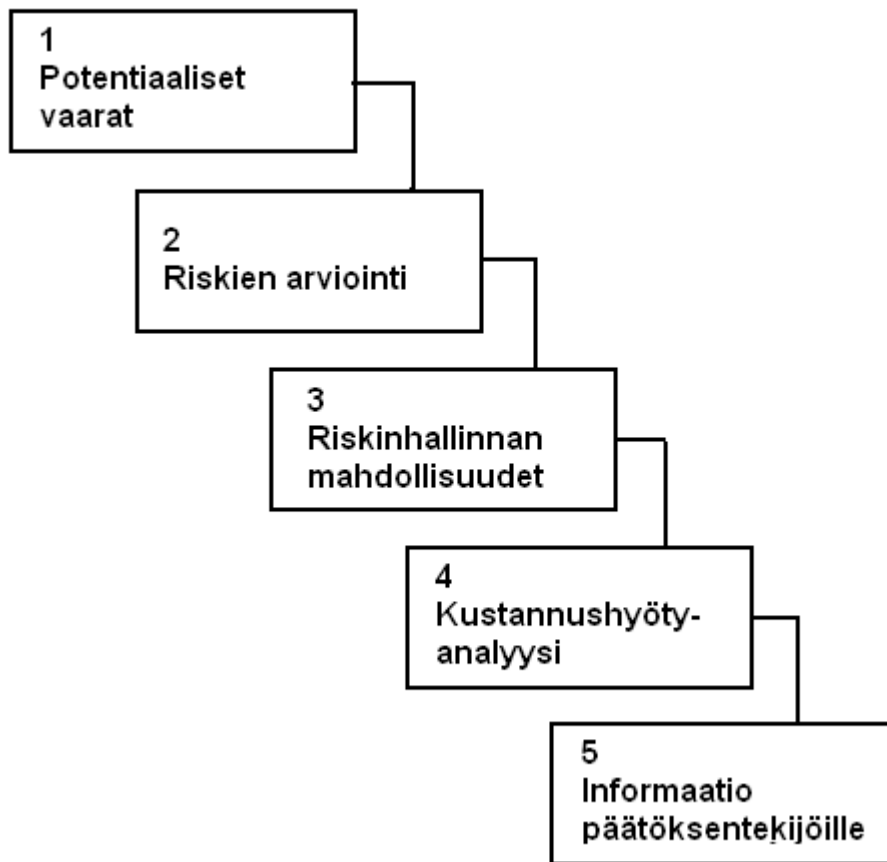 1
Potentiaaliset
vaarat
2
Riskien arviointi
3
Riskinhallinnan
mahdollisuudet
4
Kustannushyöty-
analyysi
5
Informaatio
päätöksentekijöille